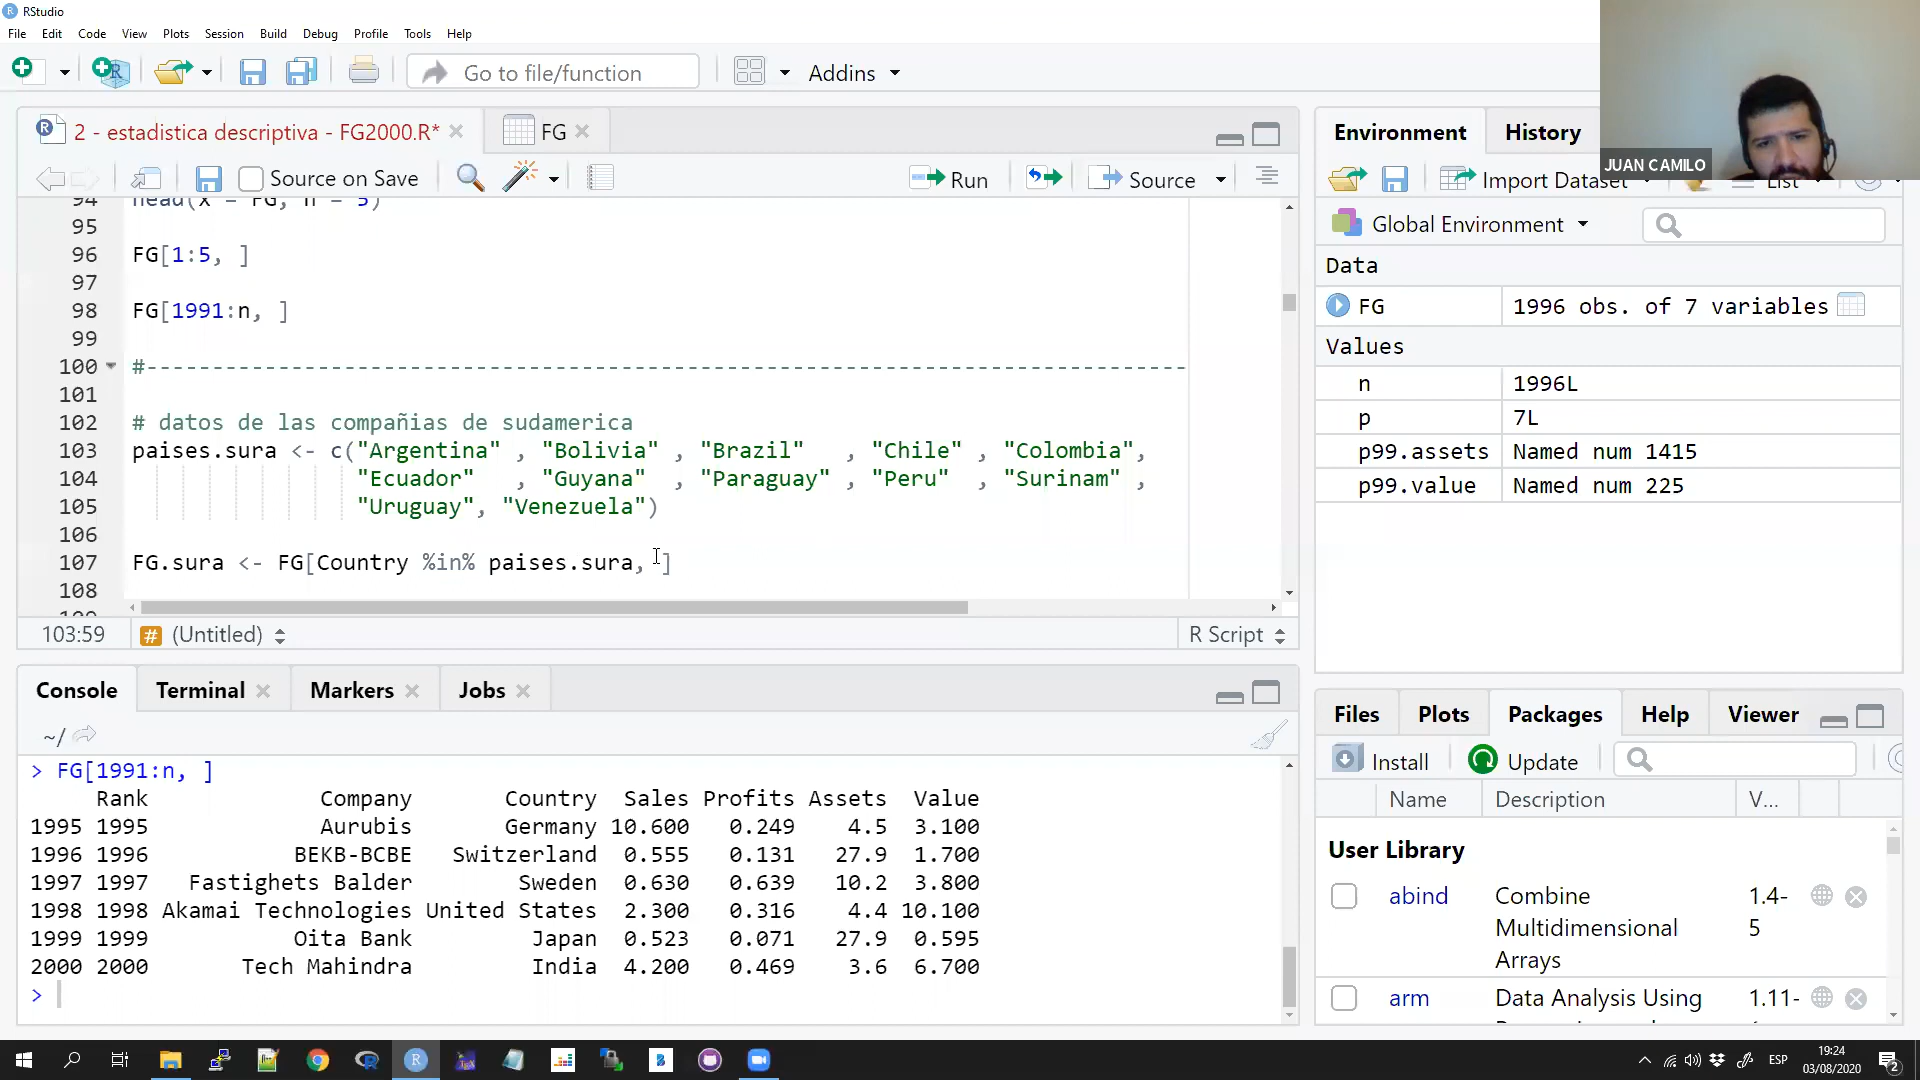 RStudio
File Edit Code View Plots Session Build Debug Profile Tools Help
Go to file/function Addins
2 - estadistica descriptiva - FG2000.R* FG
Source on Save Run Source
94 head(x = FG, n = 5)
95
96 FG[1:5, ]
97
98 FG[1991:n, ]
99
100 #--------------------------------------------------------------------------------
101
102 # datos de las compañias de sudamerica
103 paises.sura <- c("Argentina" , "Bolivia" , "Brazil" , "Chile" , "Colombia",
104 "Ecuador" , "Guyana" , "Paraguay" , "Peru" , "Surinam" ,
105 "Uruguay", "Venezuela")
106
107 FG.sura <- FG[Country %in% paises.sura, ]
108
103:59 # (Untitled) R Script
Console Terminal Markers Jobs
~/
> FG[1991:n, ]
Rank Company Country Sales Profits Assets Value
1995 1995 Aurubis Germany 10.600 0.249 4.5 3.100
1996 1996 BEKB-BCBE Switzerland 0.555 0.131 27.9 1.700
1997 1997 Fastighets Balder Sweden 0.630 0.639 10.2 3.800
1998 1998 Akamai Technologies United States 2.300 0.316 4.4 10.100
1999 1999 Oita Bank Japan 0.523 0.071 27.9 0.595
2000 2000 Tech Mahindra India 4.200 0.469 3.6 6.700
>
JUAN CAMILO
Environment History
Import Dataset List
Global Environment
Data
FG 1996 obs. of 7 variables
Values
n 1996L
p 7L
p99.assets Named num 1415
p99.value Named num 225
Files Plots Packages Help Viewer
Install Update
Name Description V...
User Library
abind Combine Multidimensional Arrays 1.4-5
arm Data Analysis Using 1.11-
ESP
19:24
03/08/2020
2